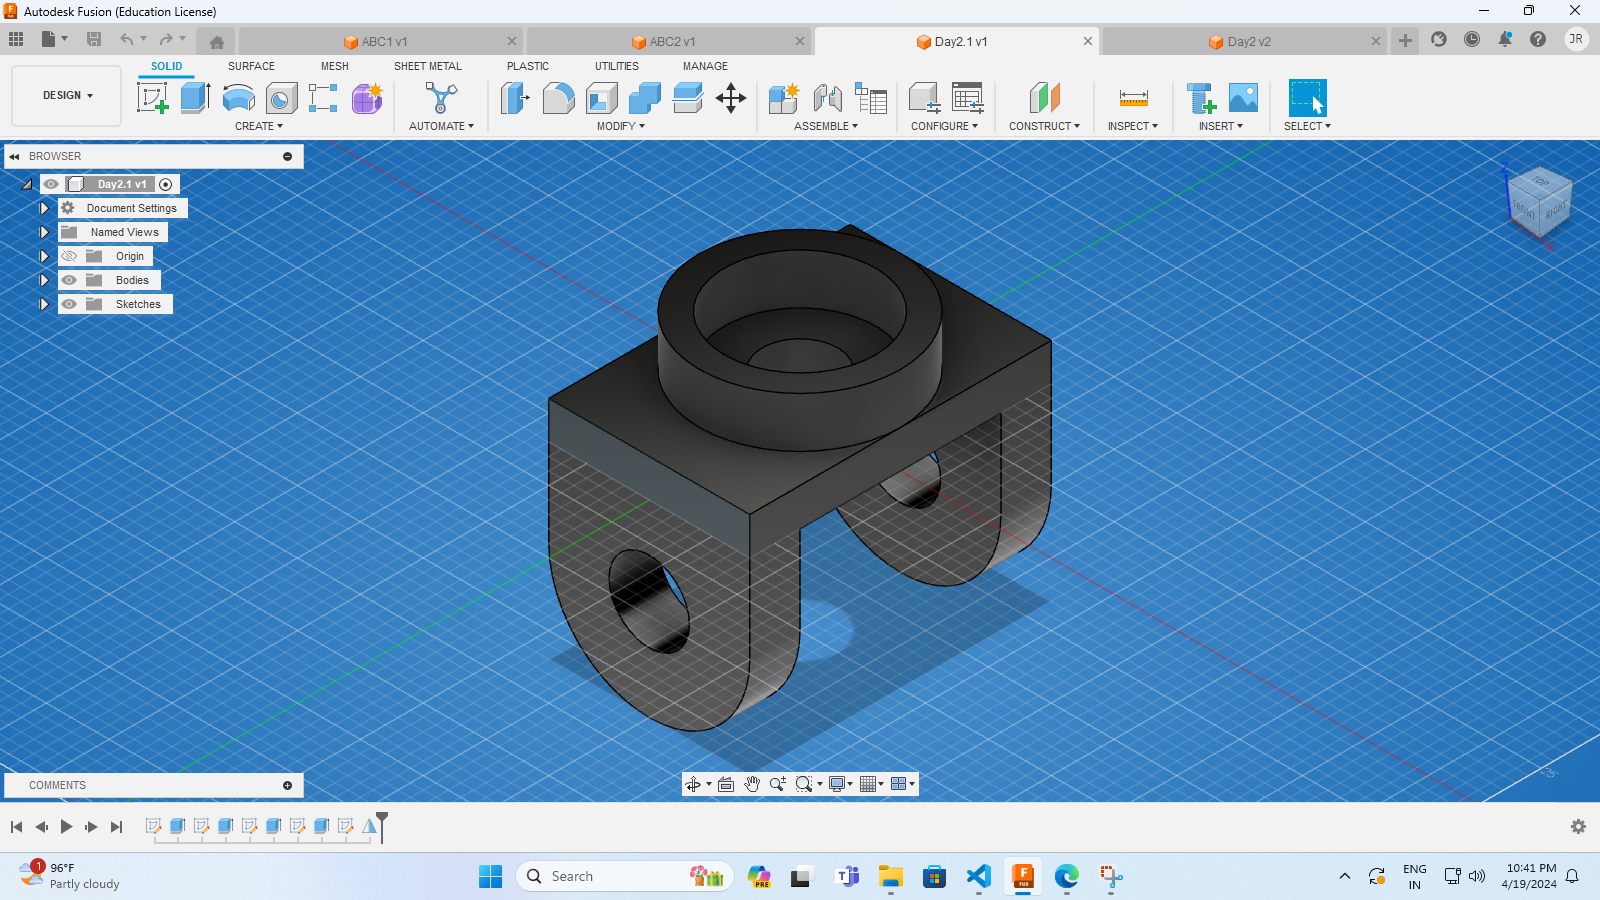 Autodesk Fusion (Education License)
ABC1 v1
ABC2 v1
Day2.1 v1
Day2 v2
JR
SOLID
SURFACE
MESH
SHEET METAL
PLASTIC
UTILITIES
MANAGE
DESIGN
CREATE
AUTOMATE
MODIFY
ASSEMBLE
CONFIGURE
CONSTRUCT
INSPECT
INSERT
SELECT
BROWSER
Day2.1 v1
Document Settings
Named Views
Origin
Bodies
Sketches
Z
TOP
FRONT
RIGHT
X
COMMENTS
1
96°F
Partly cloudy
Search
PRE
ENG
IN
10:41 PM
4/19/2024